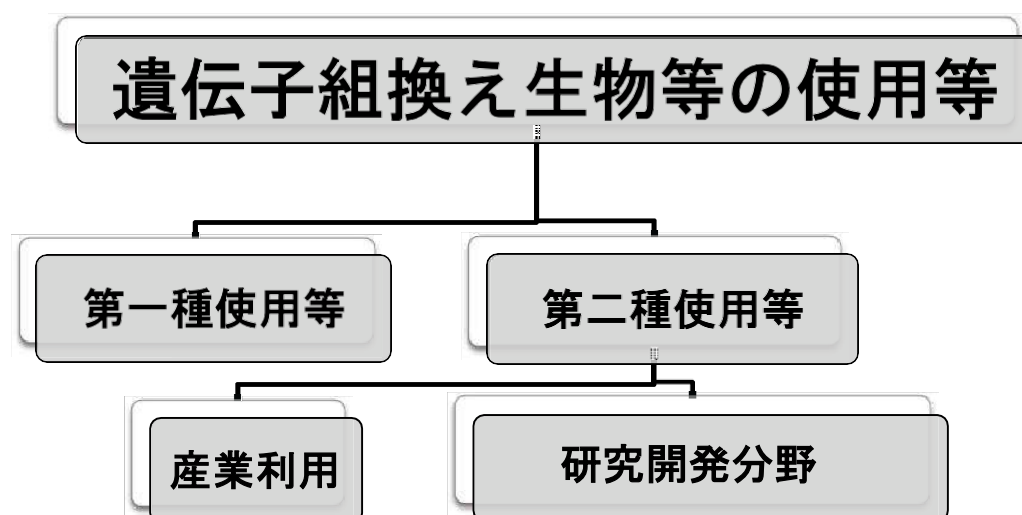 遺伝子組換え生物等の使用等
第一種使用等
第二種使用等
産業利用
研究開発分野